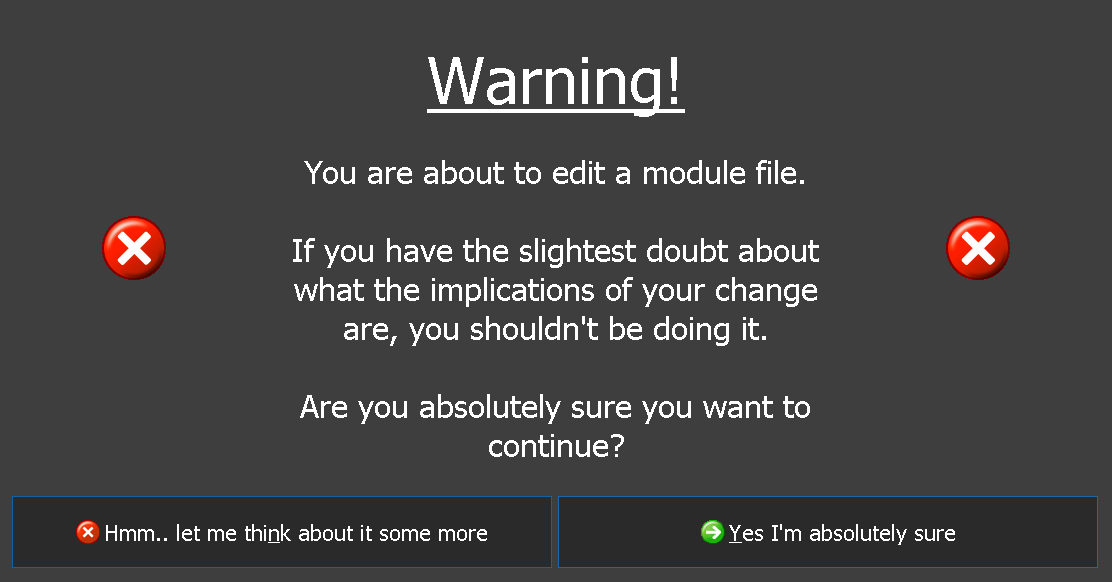 Warning!
You are about to edit a module file.
If you have the slightest doubt about
what the implications of your change
are, you shouldn't be doing it.
Are you absolutely sure you want to
continue?
Hmm.. let me think about it some more
Yes I'm absolutely sure